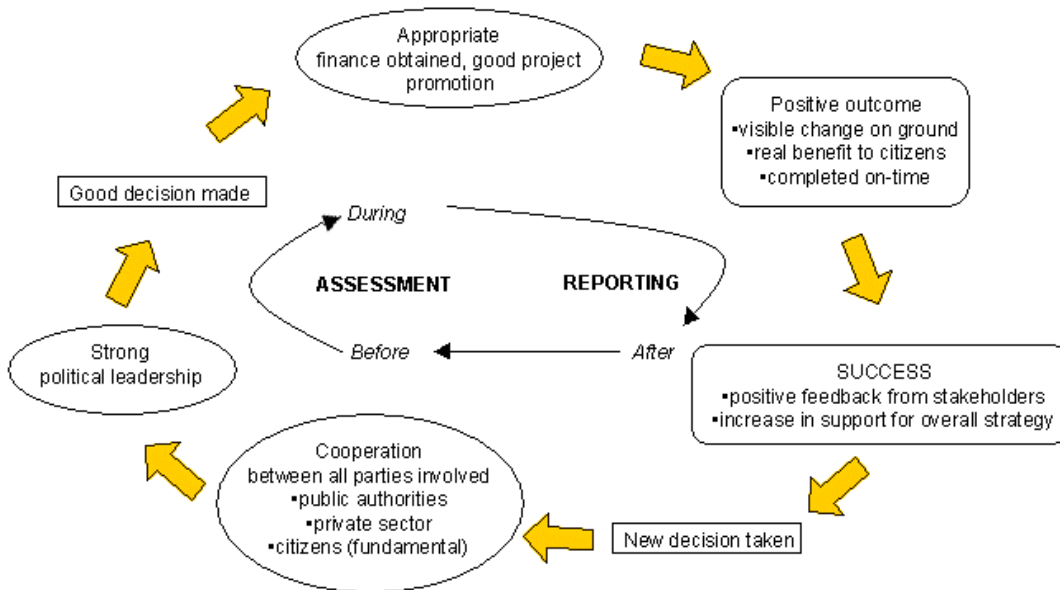 Appropriate
finance obtained, good project
promotion
Positive outcome
▪visible change on ground
▪real benefit to citizens
▪completed on-time
Good decision made
During
ASSESSMENT
REPORTING
Before
After
Strong
political leadership
SUCCESS
▪positive feedback from stakeholders
▪increase in support for overall strategy
Cooperation
between all parties involved
▪public authorities
▪private sector
▪citizens (fundamental)
New decision taken